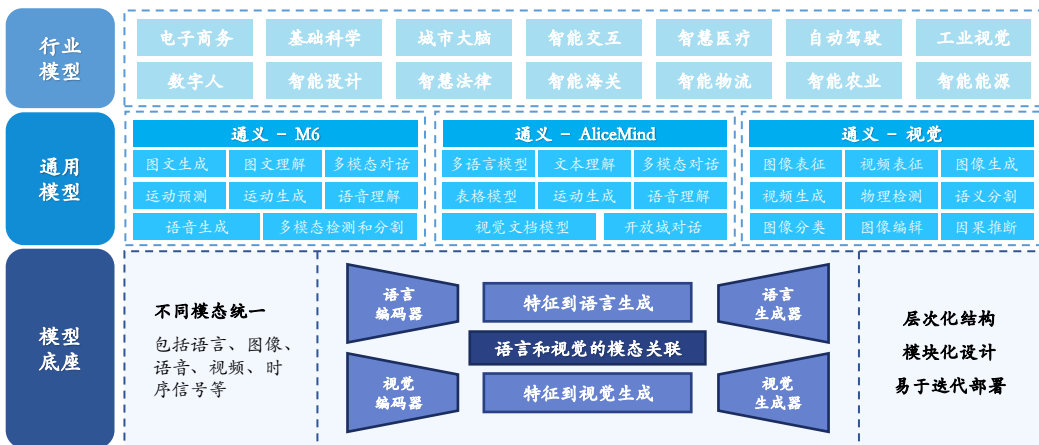 行业
模型
电子商务
基础科学
城市大脑
智能交互
智慧医疗
自动驾驶
工业视觉
数字人
智能设计
智慧法律
智能海关
智能物流
智能农业
智能能源
通用
模型
通义 - M6
图文生成
图文理解
多模态对话
运动预测
运动生成
语音理解
语音生成
多模态检测和分割
通义 - AliceMind
多语言模型
文本理解
多模态对话
表格模型
运动生成
语音理解
视觉文档模型
开放域对话
通义 - 视觉
图像表征
视频表征
图像生成
视频生成
物理检测
语义分割
图像分类
图像编辑
因果推断
模型
底座
不同模态统一
包括语言、图像、
语音、视频、时
序信号等
语言
编码器
特征到语言生成
语言
生成器
语言和视觉的模态关联
视觉
编码器
特征到视觉生成
视觉
生成器
层次化结构
模块化设计
易于迭代部署